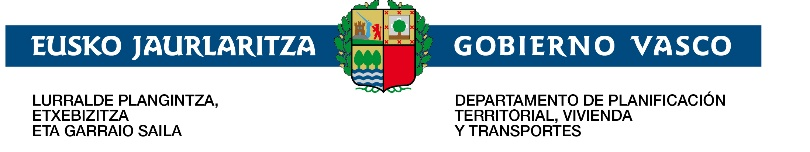 EUSKO JAURLARITZA
GOBIERNO VASCO
LURRALDE PLANGINTZA,
ETXEBIZITZA
ETA GARRAIO SAILA
DEPARTAMENTO DE PLANIFICACIÓN
TERRITORIAL, VIVIENDA
Y TRANSPORTES